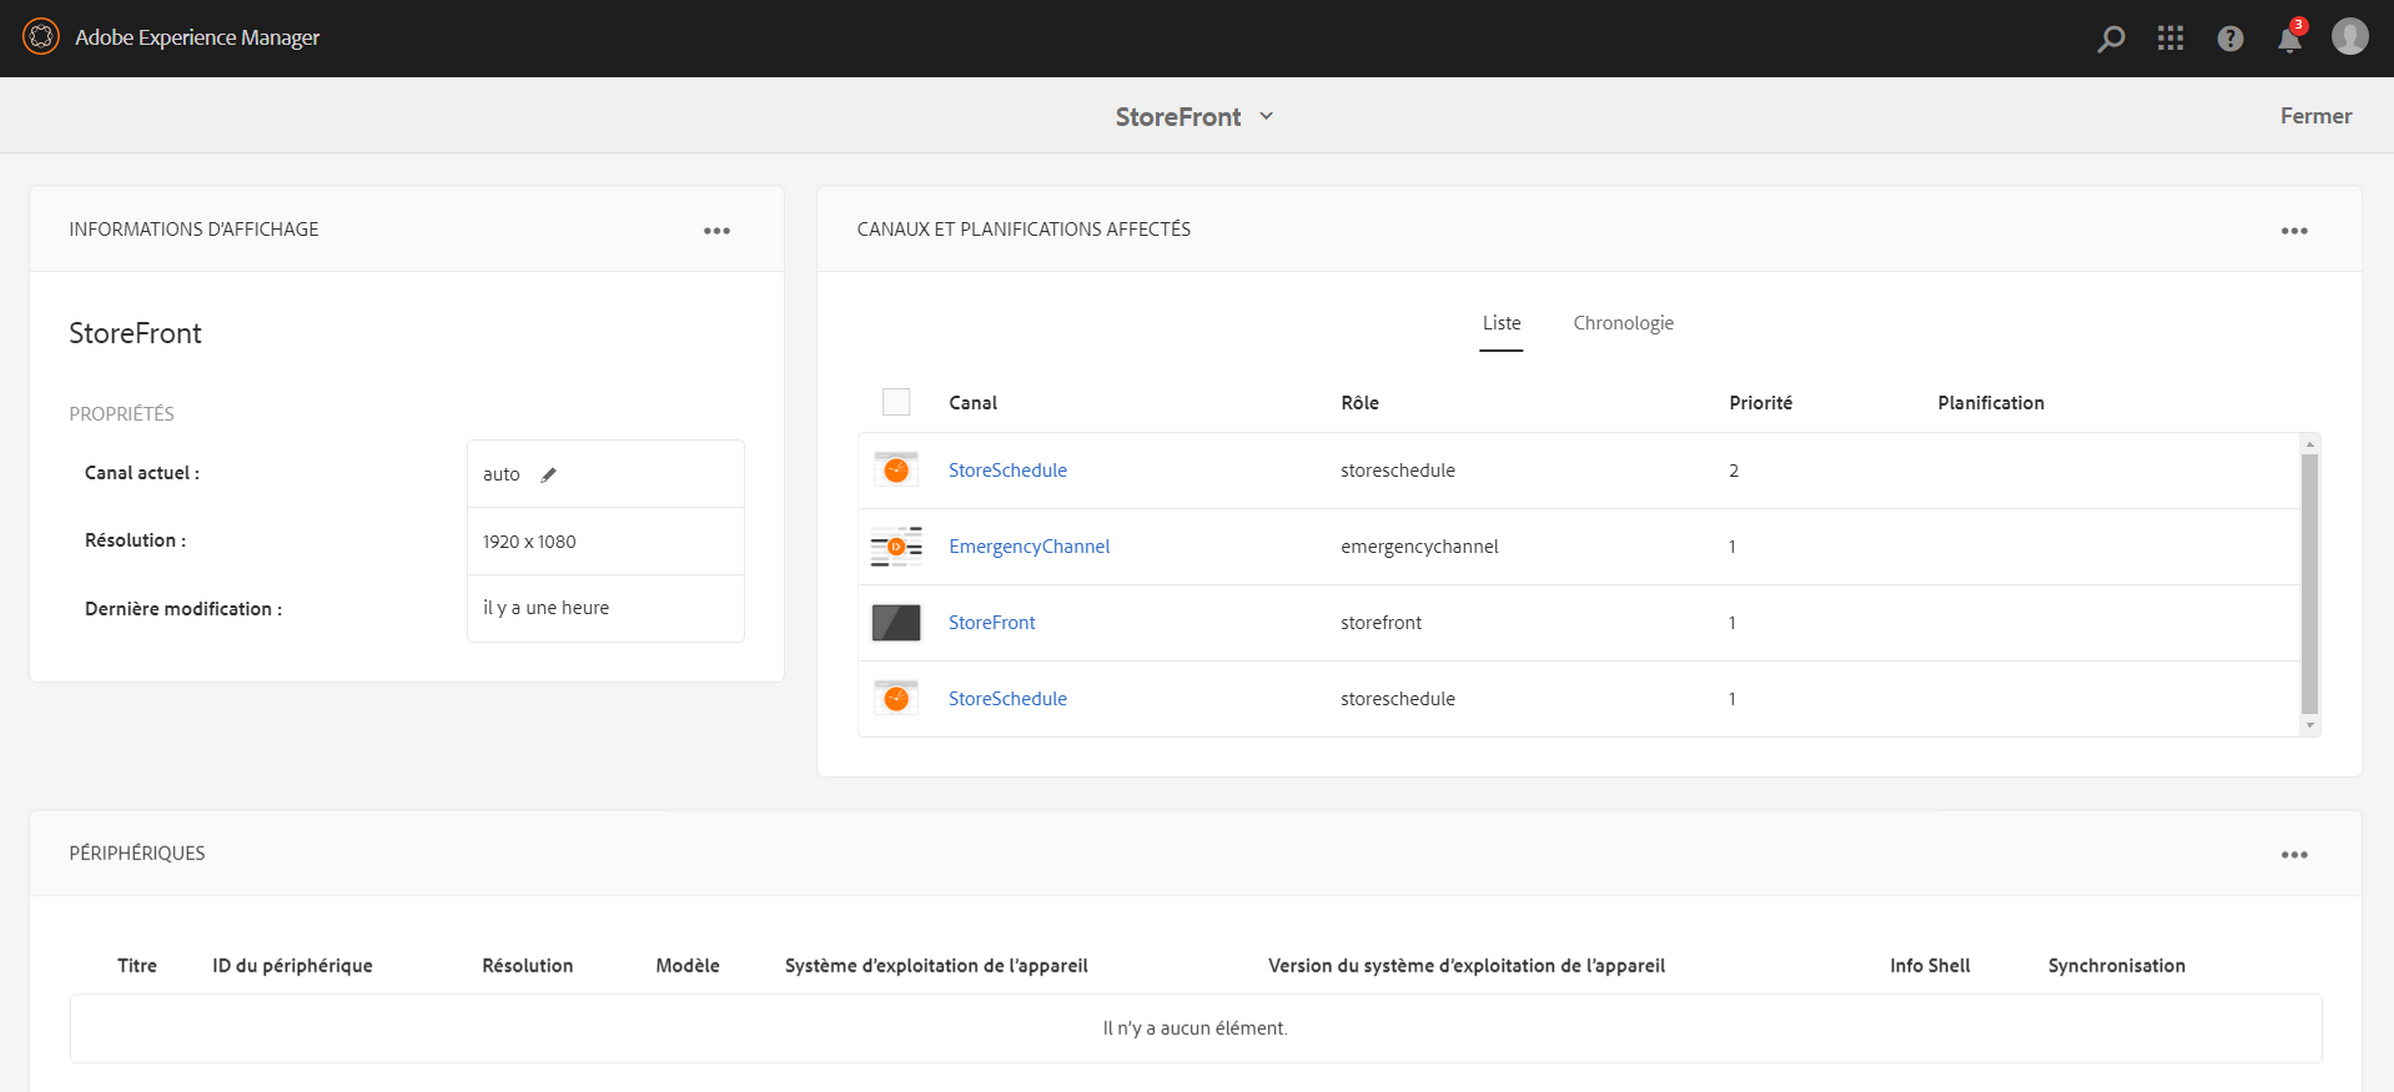 Adobe Experience Manager
3
StoreFront
Fermer
INFORMATIONS D'AFFICHAGE
StoreFront
PROPRIÉTÉS
Canal actuel :
auto
Résolution :
1920 x 1080
Dernière modification :
il y a une heure
CANAUX ET PLANIFICATIONS AFFECTÉS
Liste Chronologie
Canal Rôle Priorité Planification
StoreSchedule storeschedule 2
EmergencyChannel emergencychannel 1
StoreFront storefront 1
StoreSchedule storeschedule 1
PÉRIPHÉRIQUES
Titre ID du périphérique Résolution Modèle Système d'exploitation de l'appareil Version du système d'exploitation de l'appareil Info Shell Synchronisation
Il n'y a aucun élément.